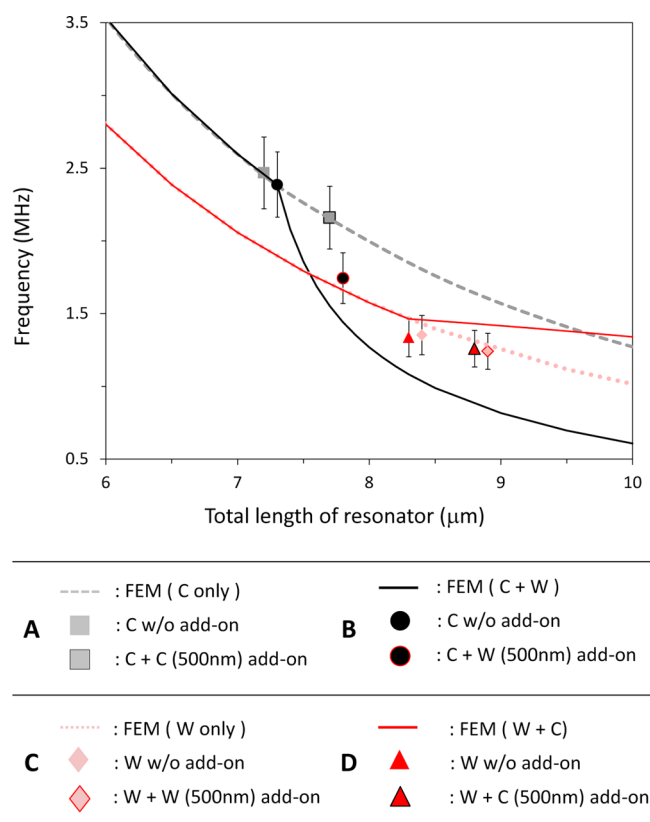 3.5
2.5
1.5
0.5
Frequency (MHz)
6 7 8 9 10
Total length of resonator (μm)
A
: FEM ( C only )
: C w/o add-on
: C + C (500nm) add-on
B
: FEM ( C + W )
: C w/o add-on
: C + W (500nm) add-on
C
: FEM ( W only )
: W w/o add-on
: W + W (500nm) add-on
D
: FEM ( W + C)
: W w/o add-on
: W + C (500nm) add-on